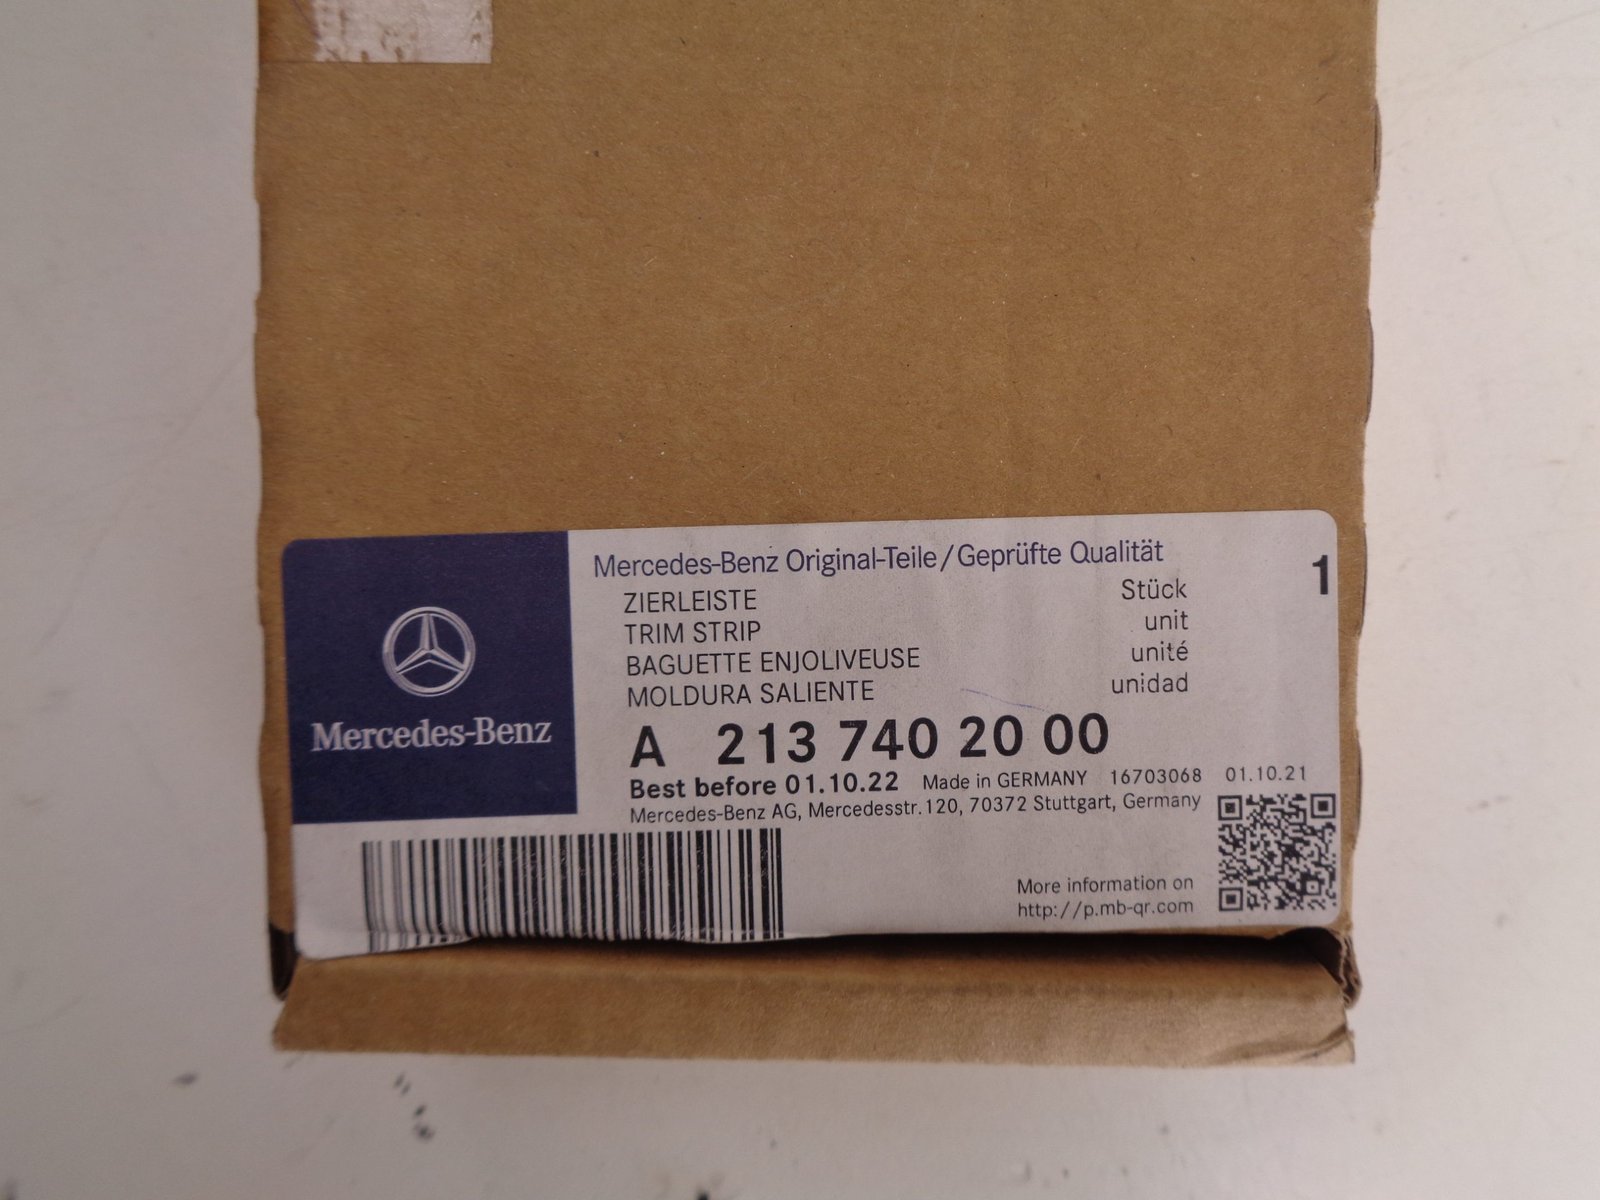 Mercedes-Benz
Mercedes-Benz Original-Teile/Geprüfte Qualität
ZIERLEISTE Stück 1
TRIM STRIP unit
BAGUETTE ENJOLIVEUSE unité
MOLDURA SALIENTE unidad
A 213 740 20 00
Best before 01.10.22 Made in GERMANY 16703068 01.10.21
Mercedes-Benz AG, Mercedesstr. 120, 70372 Stuttgart, Germany
More information on
http://p.mb-qr.com